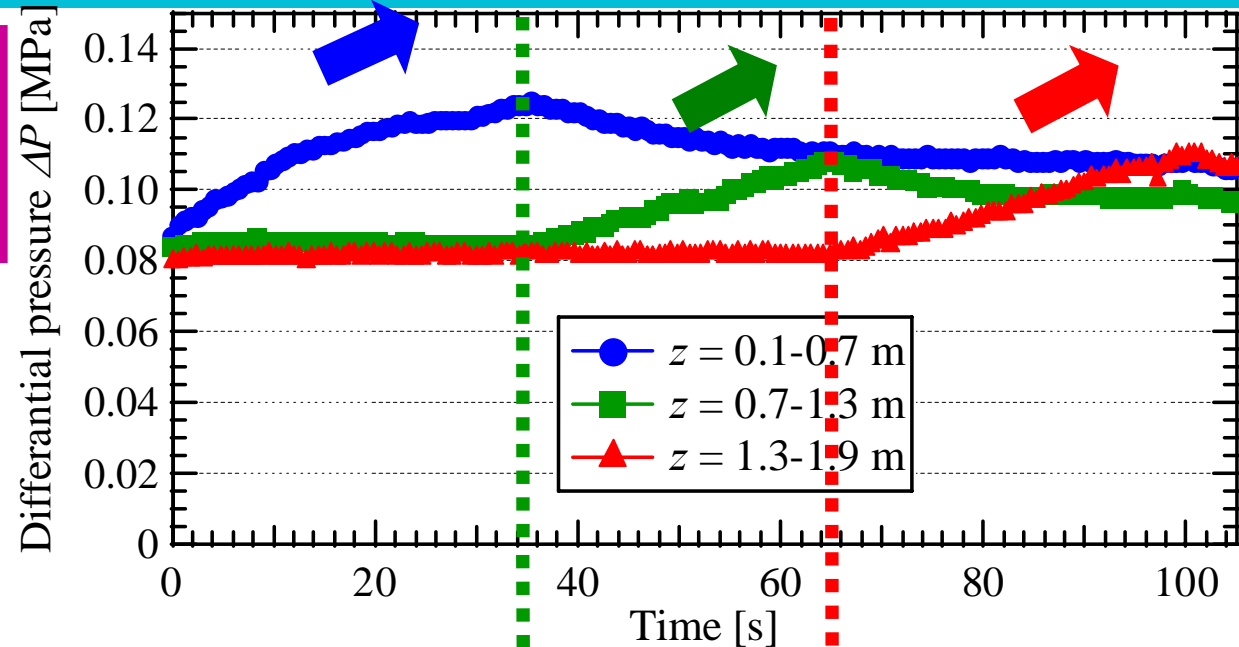 Differantial pressure ΔP [MPa]
0.14
0.12
0.10
0.08
0.06
0.04
0.02
0
z = 0.1-0.7 m
z = 0.7-1.3 m
z = 1.3-1.9 m
0 20 40 60 80 100
Time [s]